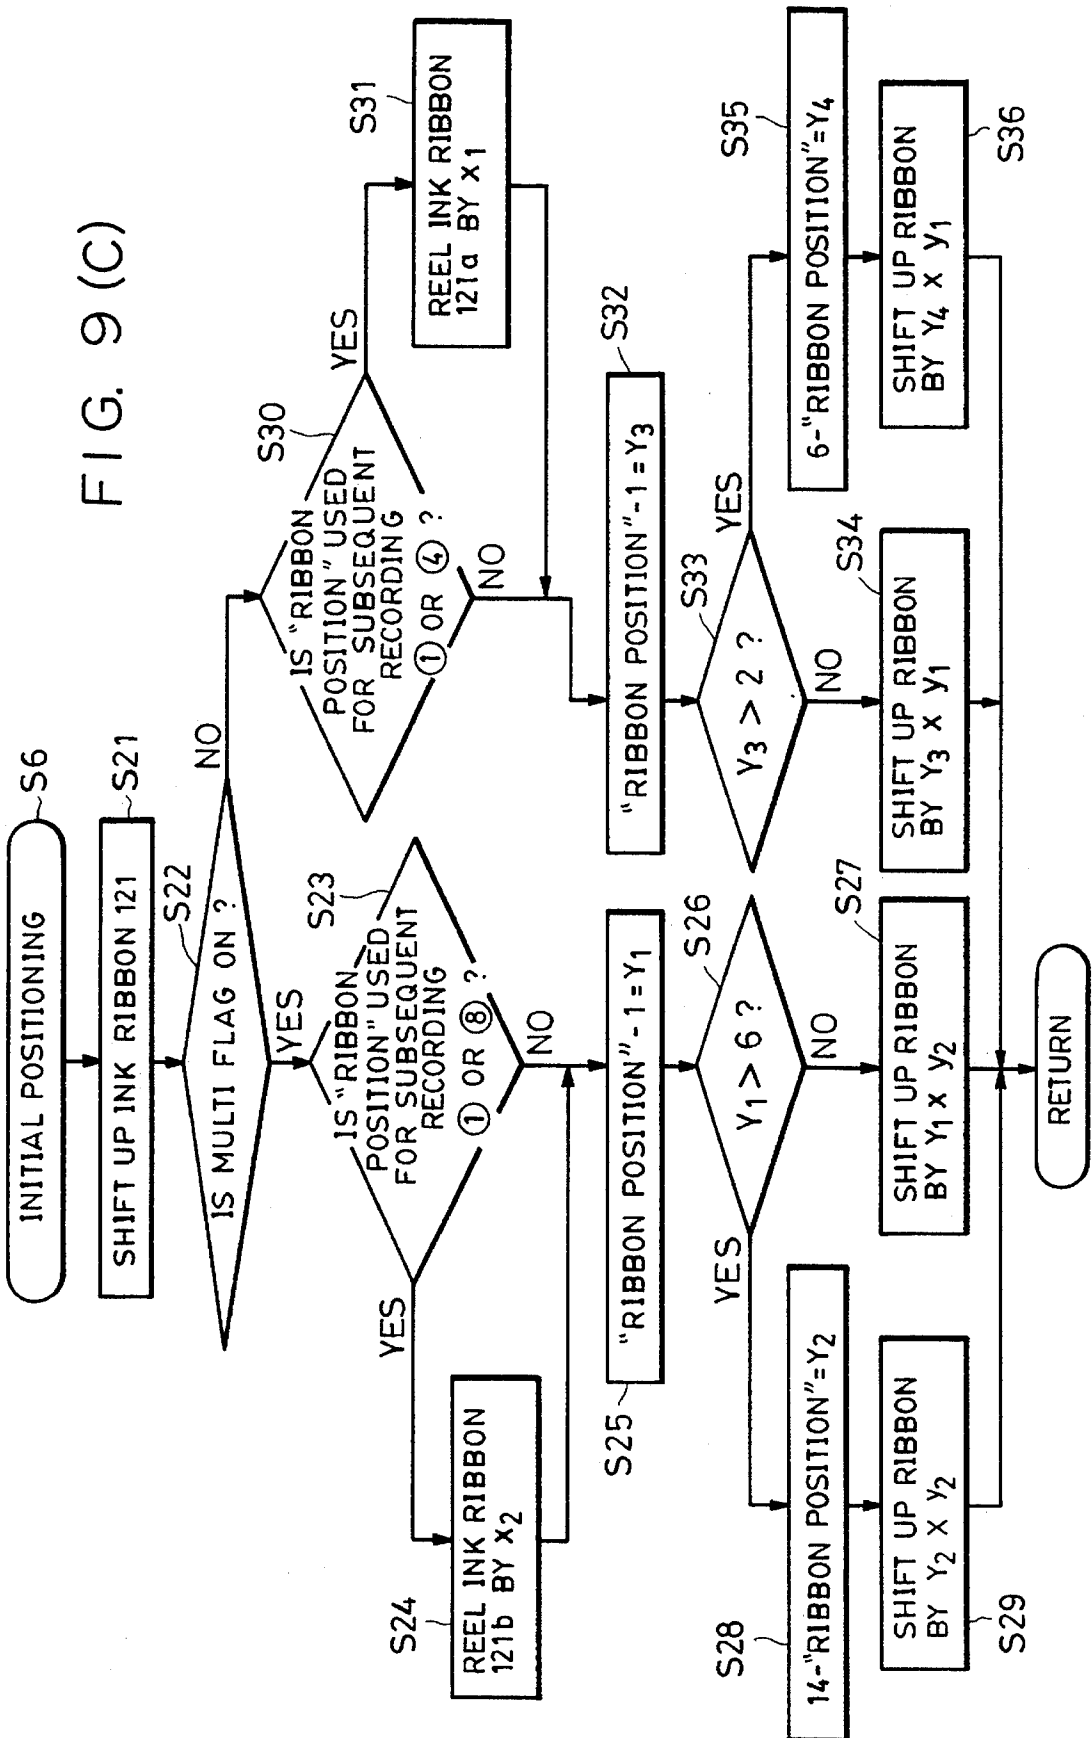 FIG. 9 (C)
INITIAL POSITIONING
S6
SHIFT UP INK RIBBON 121
S21
IS MULTI FLAG ON ?
S22
YES
NO
IS "RIBBON
POSITION" USED
FOR SUBSEQUENT
RECORDING
① OR ⑧ ?
S23
YES
NO
REEL INK RIBBON
121b BY X2
S24
"RIBBON POSITION"-1=Y1
S25
Y1 > 6 ?
S26
YES
NO
SHIFT UP RIBBON
BY Y1 X y2
S27
14-"RIBBON POSITION"=Y2
S28
SHIFT UP RIBBON
BY Y2 X y2
S29
IS "RIBBON
POSITION" USED
FOR SUBSEQUENT
RECORDING
① OR ④ ?
S30
YES
NO
REEL INK RIBBON
121a BY X1
S31
"RIBBON POSITION"-1=Y3
S32
Y3 > 2 ?
S33
YES
NO
SHIFT UP RIBBON
BY Y3 X y1
S34
6-"RIBBON POSITION"=Y4
S35
SHIFT UP RIBBON
BY Y4 X y1
S36
RETURN